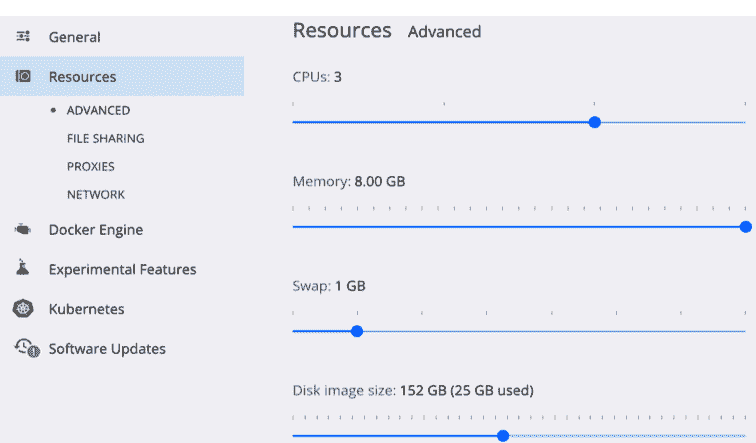 General
Resources
ADVANCED
FILE SHARING
PROXIES
NETWORK
Docker Engine
Experimental Features
Kubernetes
Software Updates
Resources Advanced
CPUs: 3
Memory: 8.00 GB
Swap: 1 GB
Disk image size: 152 GB (25 GB used)